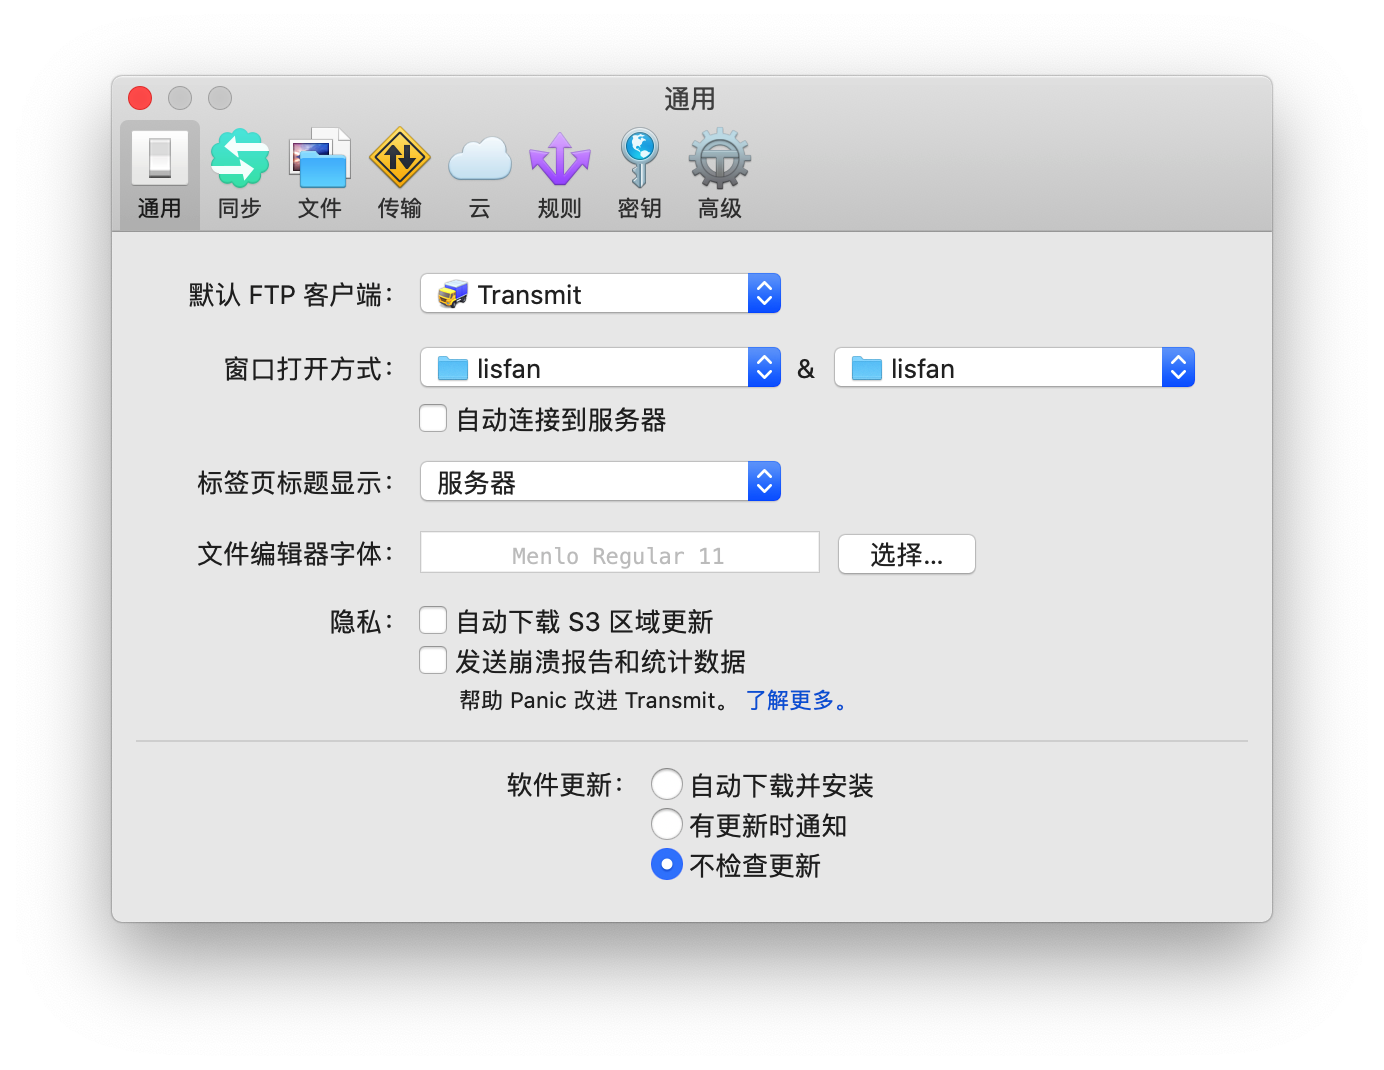 通用
通用 同步 文件 传输 云 规则 密钥 高级
默认 FTP 客户端： Transmit
窗口打开方式： lisfan & lisfan
自动连接到服务器
标签页标题显示： 服务器
文件编辑器字体： Menlo Regular 11 选择...
隐私： 自动下载 S3 区域更新
发送崩溃报告和统计数据
帮助 Panic 改进 Transmit。 了解更多。
软件更新： 自动下载并安装
有更新时通知
不检查更新